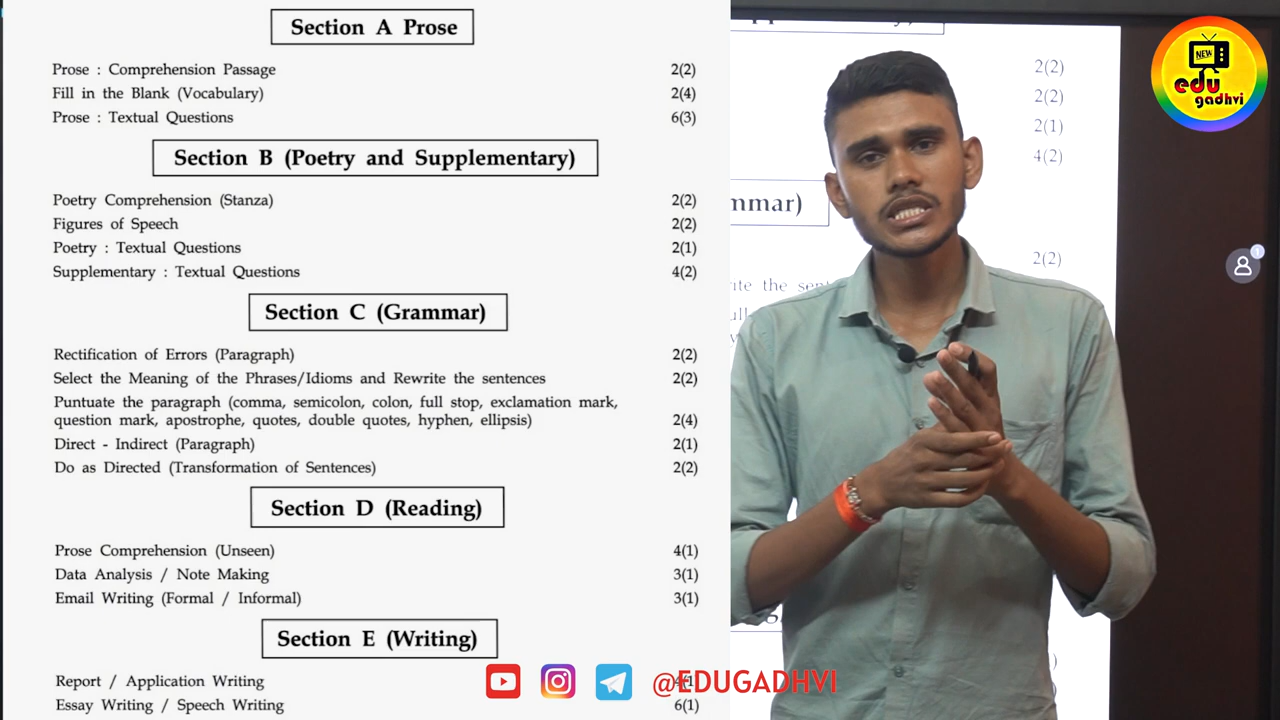 Section A Prose
Prose : Comprehension Passage 2(2)
Fill in the Blank (Vocabulary) 2(4)
Prose : Textual Questions 6(3)
Section B (Poetry and Supplementary)
Poetry Comprehension (Stanza) 2(2)
Figures of Speech 2(2)
Poetry : Textual Questions 2(1)
Supplementary : Textual Questions 4(2)
Section C (Grammar)
Rectification of Errors (Paragraph) 2(2)
Select the Meaning of the Phrases/Idioms and Rewrite the sentences 2(2)
Puntuate the paragraph (comma, semicolon, colon, full stop, exclamation mark,
question mark, apostrophe, quotes, double quotes, hyphen, ellipsis) 2(4)
Direct - Indirect (Paragraph) 2(1)
Do as Directed (Transformation of Sentences) 2(2)
Section D (Reading)
Prose Comprehension (Unseen) 4(1)
Data Analysis / Note Making 3(1)
Email Writing (Formal / Informal) 3(1)
Section E (Writing)
Report / Application Writing
Essay Writing / Speech Writing 6(1)
@EDUGADHVI
2(2)
2(2)
2(1)
4(2)
mmar)
2(2)
ite the sen
NEW
edu
gadhvi
1